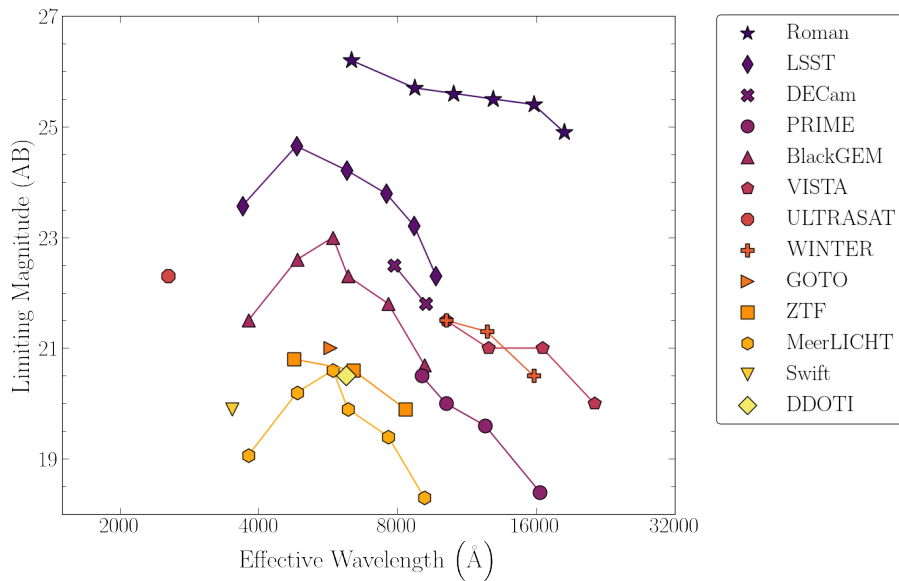 27
25
23
21
19
Limiting Magnitude (AB)
2000 4000 8000 16000 32000
Effective Wavelength (Å)
Roman
LSST
DECam
PRIME
BlackGEM
VISTA
ULTRASAT
WINTER
GOTO
ZTF
MeerLICHT
Swift
DDOTI